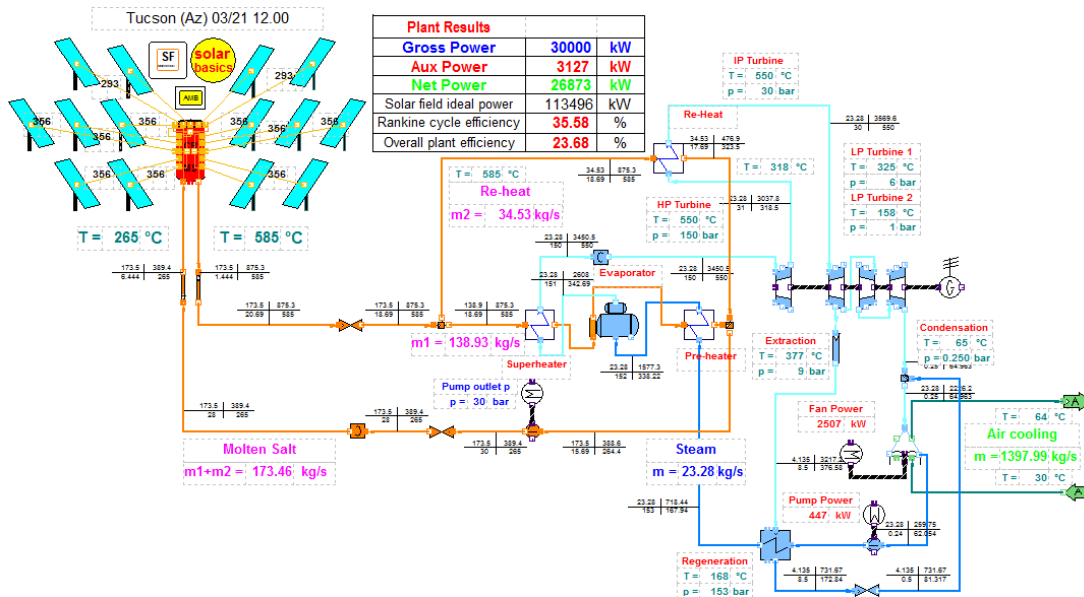 Tucson (Az) 03/21 12.00
SF
solar
basics
AMB
293
293
356
356
356
356
356
356
356
356
T = 265 °C
T = 585 °C
Plant Results
Gross Power 30000 kW
Aux Power 3127 kW
Net Power 26873 kW
Solar field ideal power 113496 kW
Rankine cycle efficiency 35.58 %
Overall plant efficiency 23.68 %
IP Turbine
T = 550 °C
p = 30 bar
Re-Heat
34.53 476.9
17.69 323.5
23.28 3569.6
30 550
34.53 875.3
18.69 585
T = 585 °C
Re-heat
m2 = 34.53 kg/s
T = 318 °C
23.28 3037.8
31 318.5
LP Turbine 1
T = 325 °C
p = 6 bar
LP Turbine 2
T = 158 °C
p = 1 bar
HP Turbine
T = 550 °C
p = 150 bar
23.28 3450.5
150 550
23.28 3450.5
150 550
Evaporator
23.28 2608
151 342.69
173.5 389.4
6.444 265
173.5 875.3
1.444 585
173.5 875.3
20.69 585
173.5 875.3
18.69 585
138.9 875.3
18.69 585
m1 = 138.93 kg/s
Superheater
Pre-heater
G
23.28 1577.3
152 338.22
Extraction
T = 377 °C
p = 9 bar
Condensation
T = 65 °C
p = 0.250 bar
0.25 64.963
23.28 2226.2
0.25 64.963
Pump outlet p
p = 30 bar
M
173.5 389.4
28 265
173.5 389.4
28 265
173.5 389.4
30 265
173.5 388.6
15.69 264.4
Molten Salt
m1+m2 = 173.46 kg/s
Steam
m = 23.28 kg/s
Fan Power
2507 kW
M
4.135 3217.2
8.5 376.58
T = 64 °C
Air cooling
m = 1397.99 kg/s
T = 30 °C
A
A
Pump Power
447 kW
M
23.28 718.44
153 167.94
23.28 259.75
0.24 62.054
Regeneration
T = 168 °C
p = 153 bar
4.135 731.67
8.5 172.84
4.135 731.67
0.5 81.317